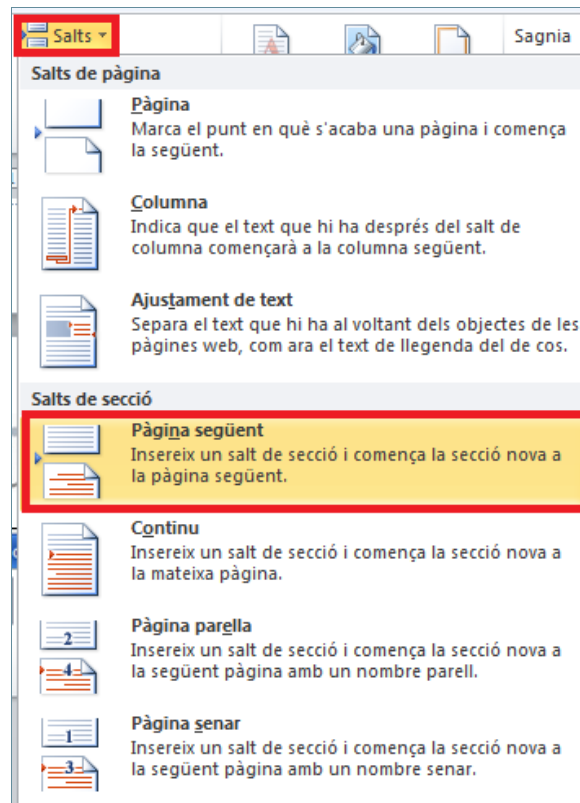 Salts
Sagnia
Salts de pàgina
Pàgina
Marca el punt en què s'acaba una pàgina i comença
la següent.
Columna
Indica que el text que hi ha després del salt de
columna començarà a la columna següent.
Ajustament de text
Separa el text que hi ha al voltant dels objectes de les
pàgines web, com ara el text de llegenda del de cos.
Salts de secció
Pàgina següent
Insereix un salt de secció i comença la secció nova a
la pàgina següent.
Continu
Insereix un salt de secció i comença la secció nova a
la mateixa pàgina.
2
Pàgina parella
Insereix un salt de secció i comença la secció nova a
4
la següent pàgina amb un nombre parell.
1
Pàgina senar
Insereix un salt de secció i comença la secció nova a
3
la següent pàgina amb un nombre senar.